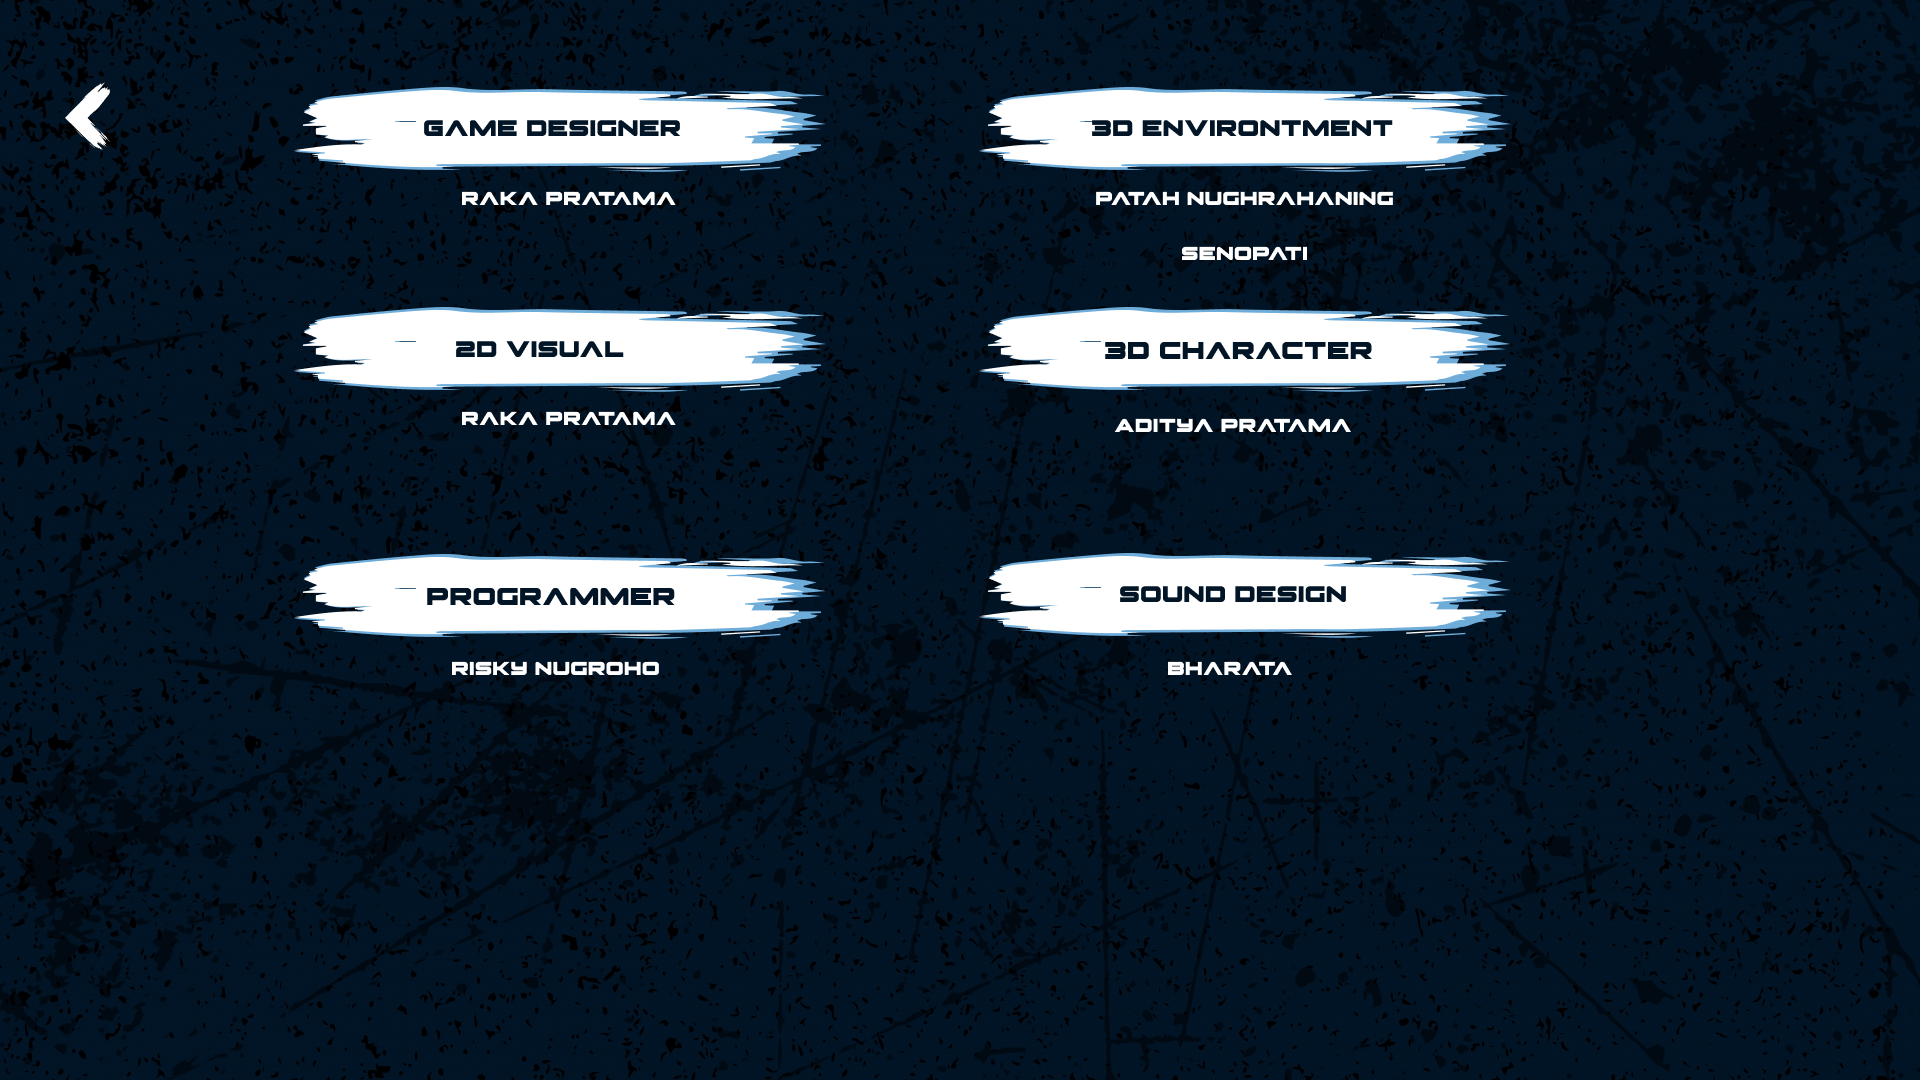 GAME DESIGNER
RAKA PRATAMA
3D ENVIRONTMENT
PATAH NUGHRAHANING
SENOPATI
2D VISUAL
RAKA PRATAMA
3D CHARACTER
ADITYA PRATAMA
PROGRAMMER
RISKY NUGROHO
SOUND DESIGN
BHARATA